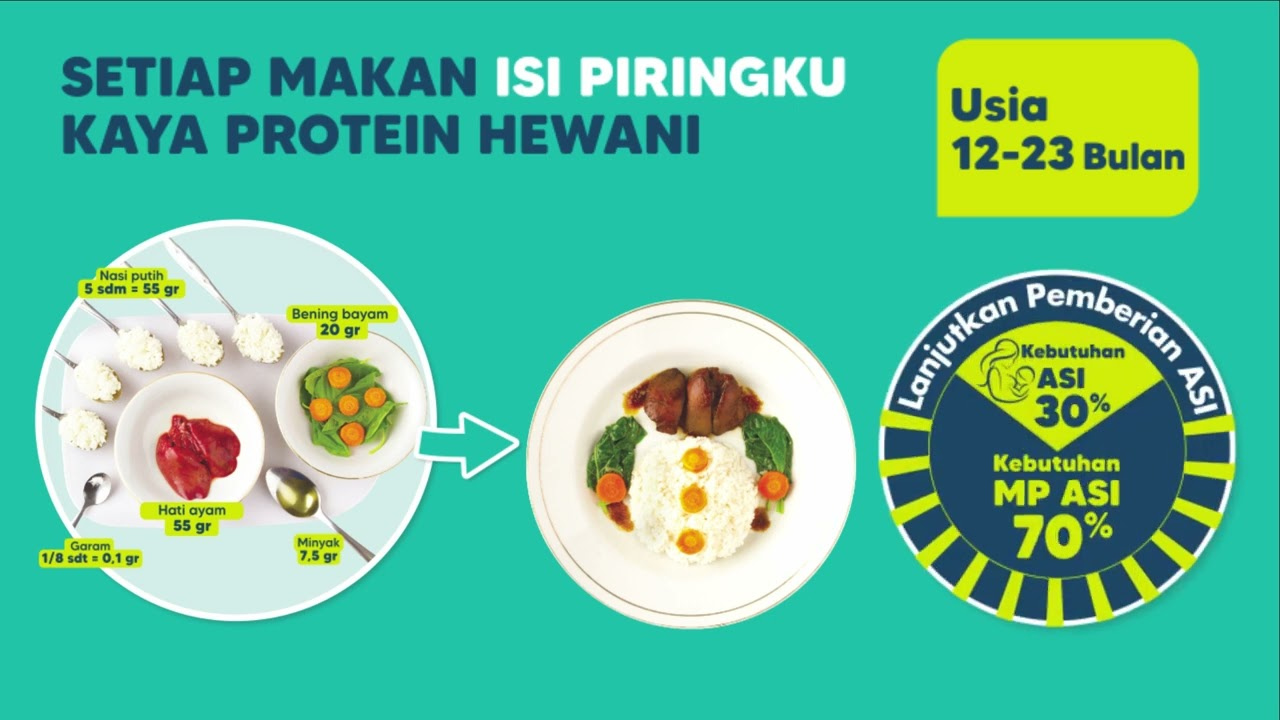 SETIAP MAKAN ISI PIRINGKU
KAYA PROTEIN HEWANI
Usia
12-23 Bulan
Nasi putih
5 sdm = 55 gr
Bening bayam
20 gr
Hati ayam
55 gr
Garam
1/8 sdt = 0,1 gr
Minyak
7,5 gr
Lanjutkan Pemberian ASI
Kebutuhan
ASI
30%
Kebutuhan
MP ASI
70%